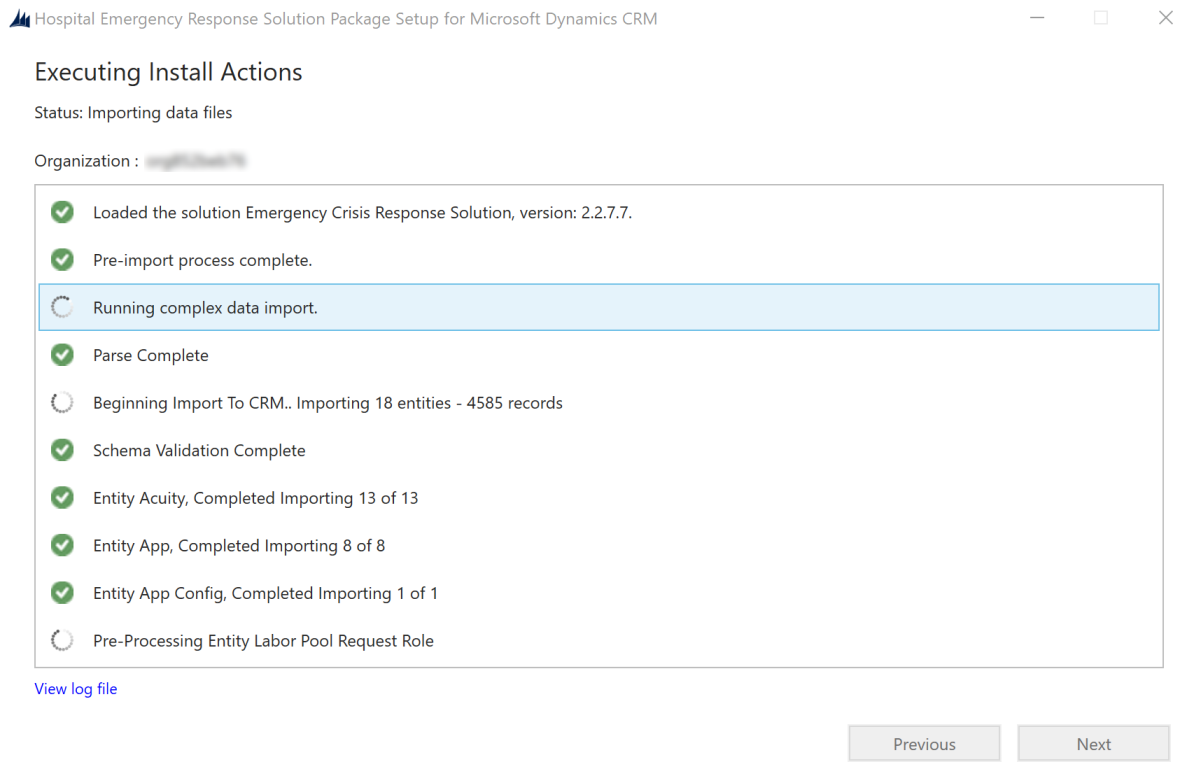 Hospital Emergency Response Solution Package Setup for Microsoft Dynamics CRM
Executing Install Actions
Status: Importing data files
Organization :
Loaded the solution Emergency Crisis Response Solution, version: 2.2.7.7.
Pre-import process complete.
Running complex data import.
Parse Complete
Beginning Import To CRM.. Importing 18 entities - 4585 records
Schema Validation Complete
Entity Acuity, Completed Importing 13 of 13
Entity App, Completed Importing 8 of 8
Entity App Config, Completed Importing 1 of 1
Pre-Processing Entity Labor Pool Request Role
View log file
Previous
Next